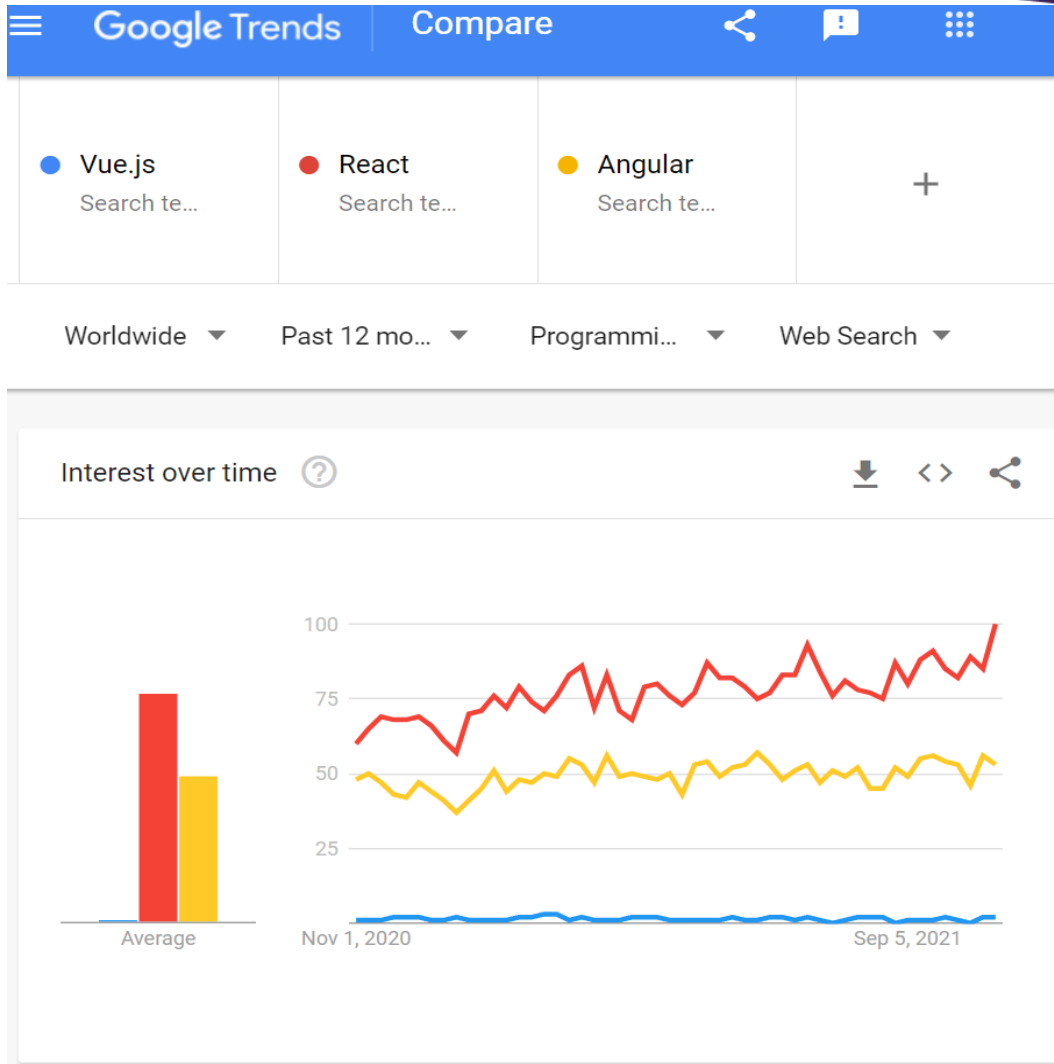 Google Trends Compare
Vue.js React Angular
Search te... Search te... Search te...
Worldwide Past 12 mo... Programmi... Web Search
Interest over time
100
75
50
25
Average Nov 1, 2020 Sep 5, 2021